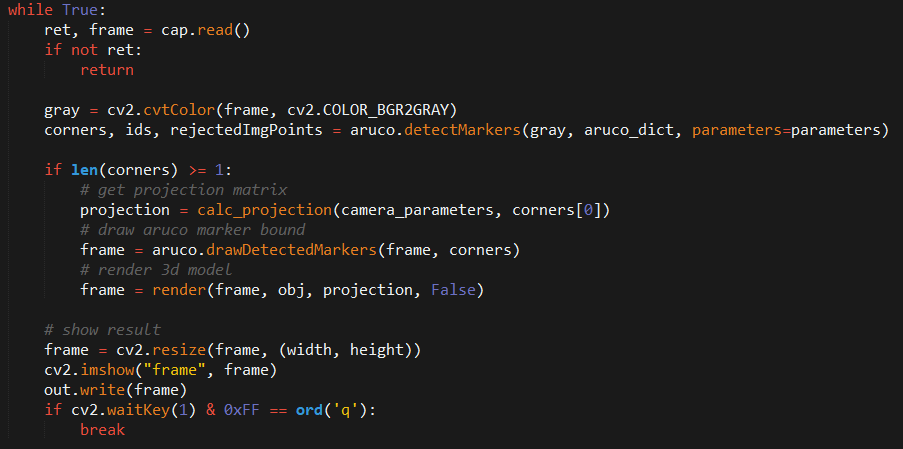 while True:
    ret, frame = cap.read()
    if not ret:
        return
    gray = cv2.cvtColor(frame, cv2.COLOR_BGR2GRAY)
    corners, ids, rejectedImgPoints = aruco.detectMarkers(gray, aruco_dict, parameters=parameters)
    if len(corners) >= 1:
        # get projection matrix
        projection = calc_projection(camera_parameters, corners[0])
        # draw aruco marker bound
        frame = aruco.drawDetectedMarkers(frame, corners)
        # render 3d model
        frame = render(frame, obj, projection, False)
    # show result
    frame = cv2.resize(frame, (width, height))
    cv2.imshow("frame", frame)
    out.write(frame)
    if cv2.waitKey(1) & 0xFF == ord('q'):
        break